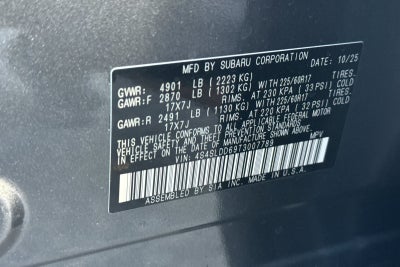 MFD BY SUBARU CORPORATION 10/25
GVWR: 4901 LB (2223 KG) TIRES,
GAWR:F 2870 LB (1302 KG) WITH 225/60R17
17X7J RIMS, AT 230 KPA (33 PSI) COLD
GAWR:R 2491 LB (1130 KG) WITH 225/60R17 TIRES,
17X7J RIMS, AT 220 KPA (32 PSI) COLD
THIS VEHICLE CONFORMS TO ALL APPLICABLE FEDERAL MOTOR
VEHICLE SAFETY AND THEFT PREVENTION STANDARDS IN EFFECT
ON THE DATE OF MANUFACTURE SHOWN ABOVE.
VIN: 4S4SLDD6973007789 MPV
ASSEMBLED BY SIA INC. MADE IN U.S.A.